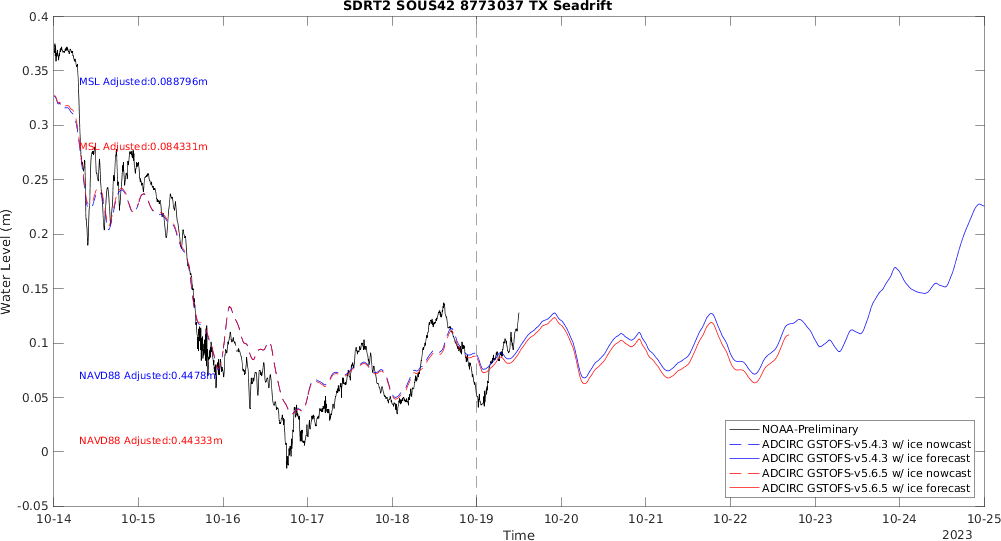 SDRT2 SOUS42 8773037 TX Seadrift
0.4
0.35
0.3
0.25
0.2
0.15
0.1
0.05
0
-0.05
Water Level (m)
MSL Adjusted:0.088796m
MSL Adjusted:0.084331m
NAVD88 Adjusted:0.4478m
NAVD88 Adjusted:0.44333m
NOAA-Preliminary
ADCIRC GSTOFS-v5.4.3 w/ ice nowcast
ADCIRC GSTOFS-v5.4.3 w/ ice forecast
ADCIRC GSTOFS-v5.6.5 w/ ice nowcast
ADCIRC GSTOFS-v5.6.5 w/ ice forecast
10-14 10-15 10-16 10-17 10-18 10-19 10-20 10-21 10-22 10-23 10-24 10-25
Time
2023